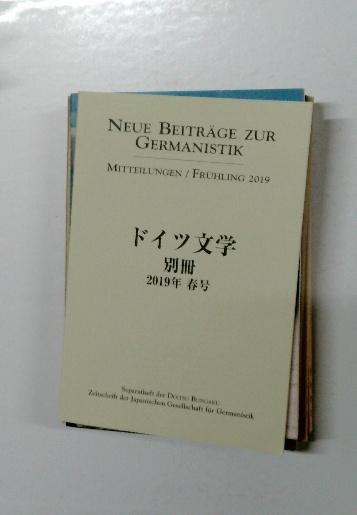 NEUE BEITRÄGE ZUR
GERMANISTIK
MITTEILUNGEN / FRÜHLING 2019
ドイツ文学
別冊
2019年 春号
Separatheft der DOITSU BUNGAKU
Zeitschrift der Japanischen Gesellschaft für Germanistik